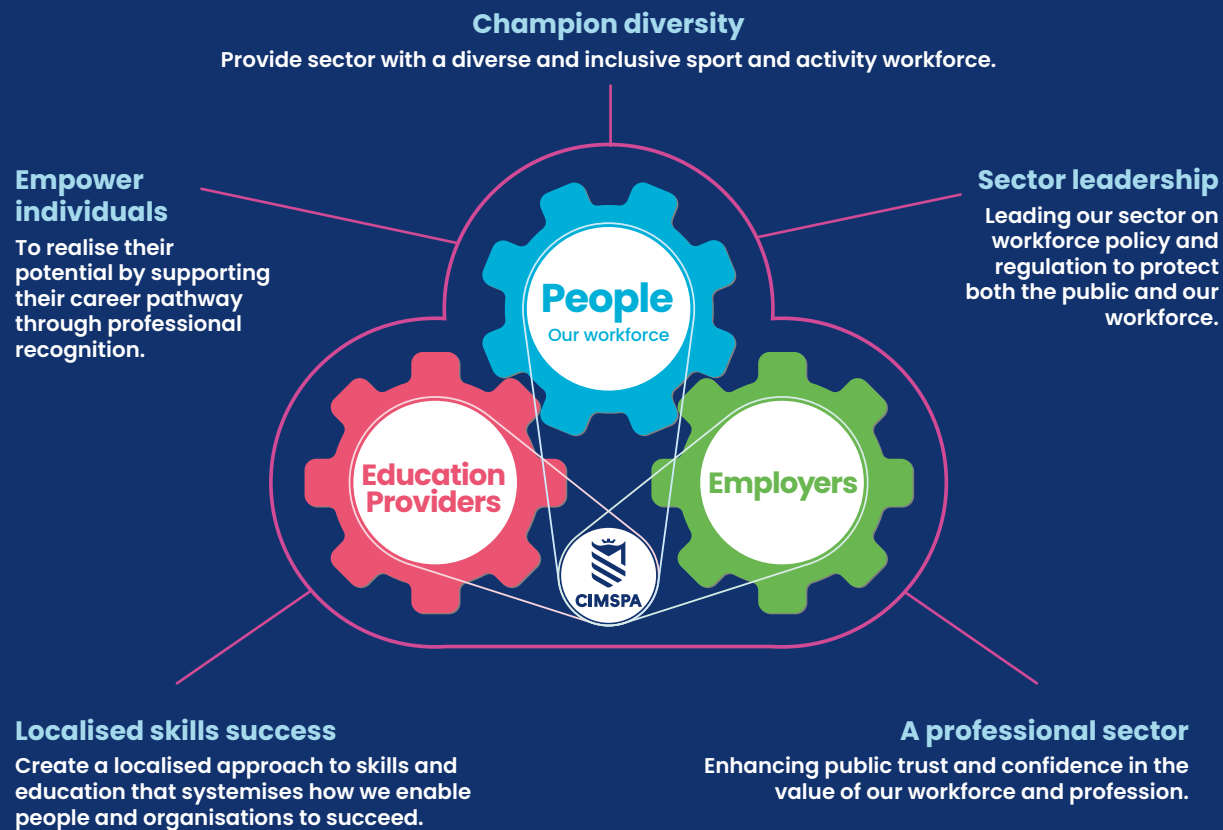 Champion diversity
Provide sector with a diverse and inclusive sport and activity workforce.
Empower
individuals
To realise their
potential by supporting
their career pathway
through professional
recognition.
Sector leadership
Leading our sector on
workforce policy and
regulation to protect
both the public and our
workforce.
People
Our workforce
Education
Providers
Employers
CIMSPA
Localised skills success
Create a localised approach to skills and
education that systemises how we enable
people and organisations to succeed.
A professional sector
Enhancing public trust and confidence in the
value of our workforce and profession.